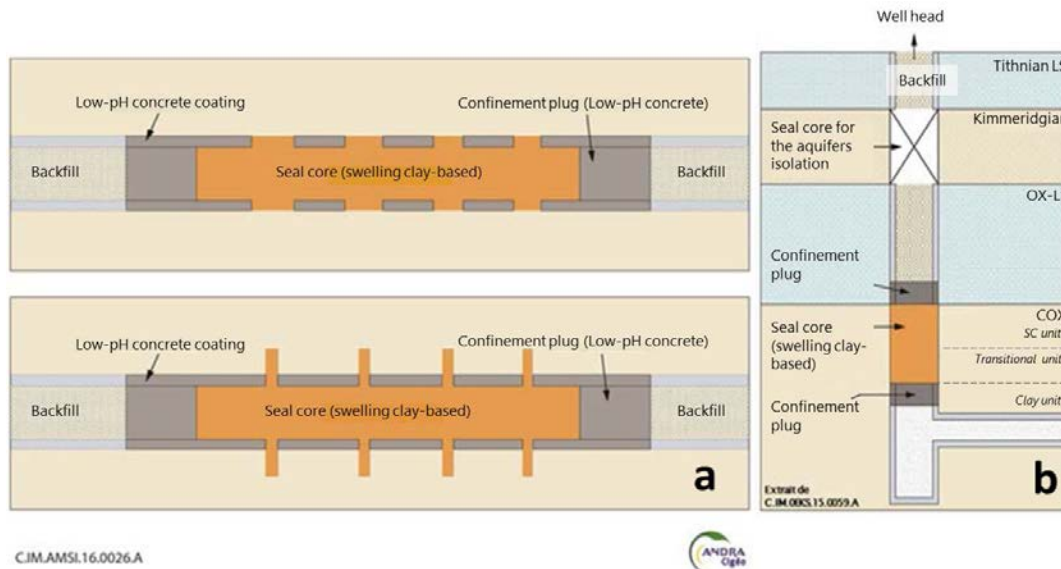 Low-pH concrete coating
Confinement plug (Low-pH concrete)
Backfill
Seal core (swelling clay-based)
Backfill
Low-pH concrete coating
Confinement plug (Low-pH concrete)
Backfill
Seal core (swelling clay-based)
Backfill
a
C.IM.AMSI.16.0026.A
ANDRA
Cigéo
Well head
Backfill
Tithnian LS
Seal core for
the aquifers
isolation
Kimmeridgian
OX-L
Confinement
plug
Seal core
(swelling clay-
based)
COX
SC unit
Transitional unit
Confinement
plug
Clay unit
b
Extrait de
C.IM.0EKS.15.0059.A